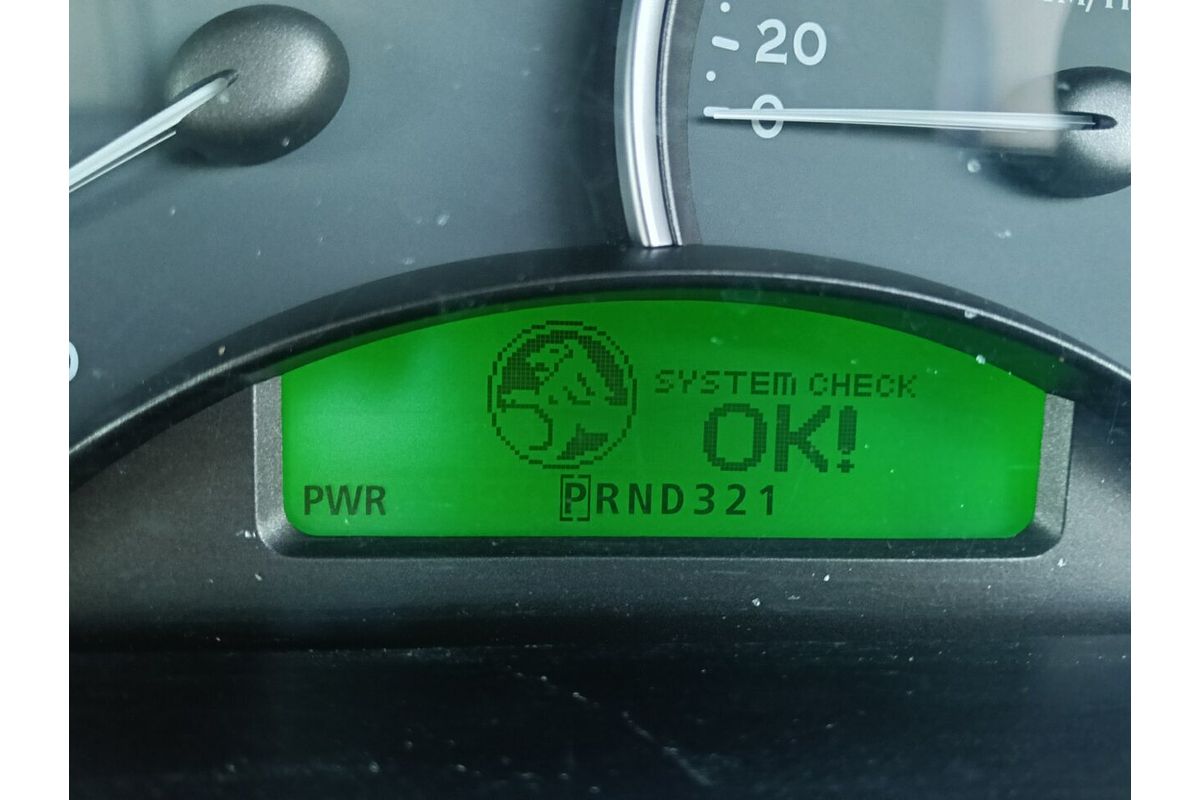 20
0
SYSTEM CHECK
OK!
PWR
PRND321